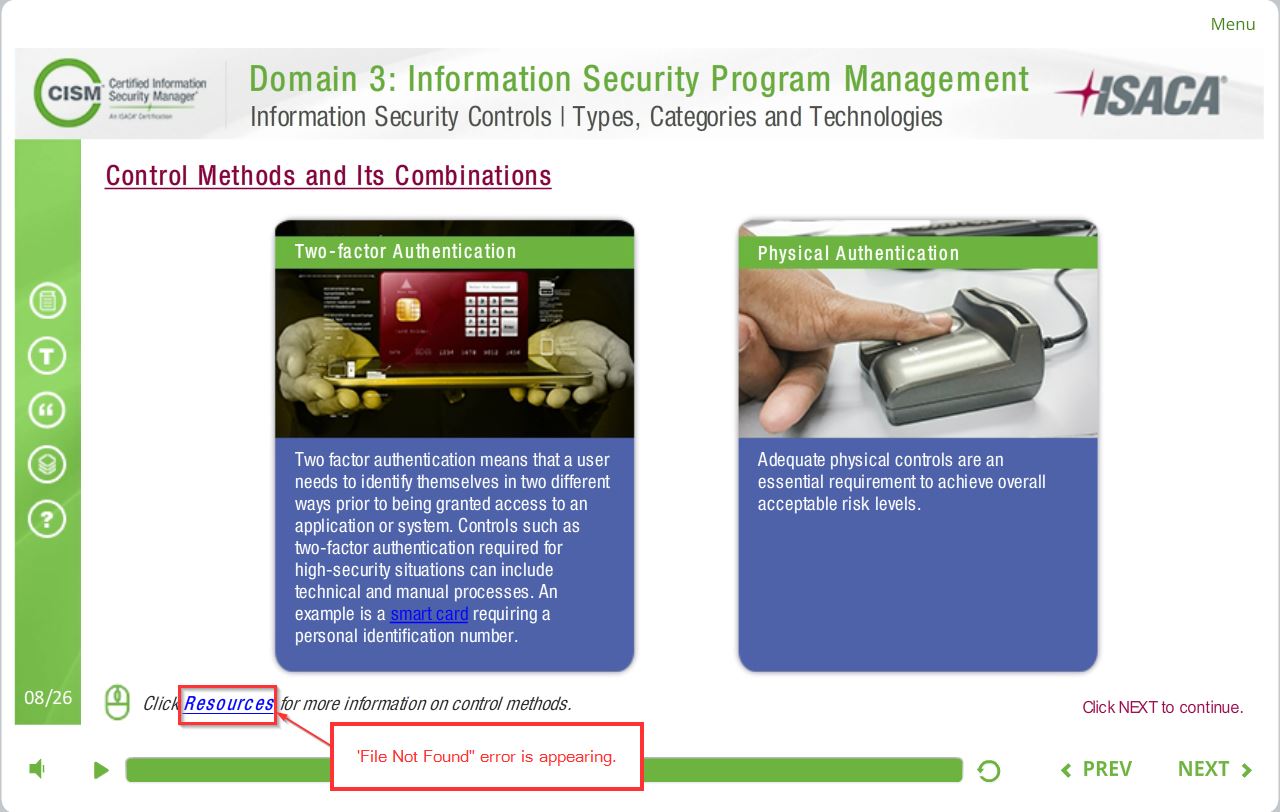 Menu
CISM
Certified Information
Security Manager®
An ISACA® Certification
Domain 3: Information Security Program Management
Information Security Controls | Types, Categories and Technologies
ISACA®
Control Methods and Its Combinations
Two-factor Authentication
Two factor authentication means that a user
needs to identify themselves in two different
ways prior to being granted access to an
application or system. Controls such as
two-factor authentication required for
high-security situations can include
technical and manual processes. An
example is a smart card requiring a
personal identification number.
Physical Authentication
Adequate physical controls are an
essential requirement to achieve overall
acceptable risk levels.
T
?
08/26
Click Resources for more information on control methods.
Click NEXT to continue.
'File Not Found" error is appearing.
PREV
NEXT